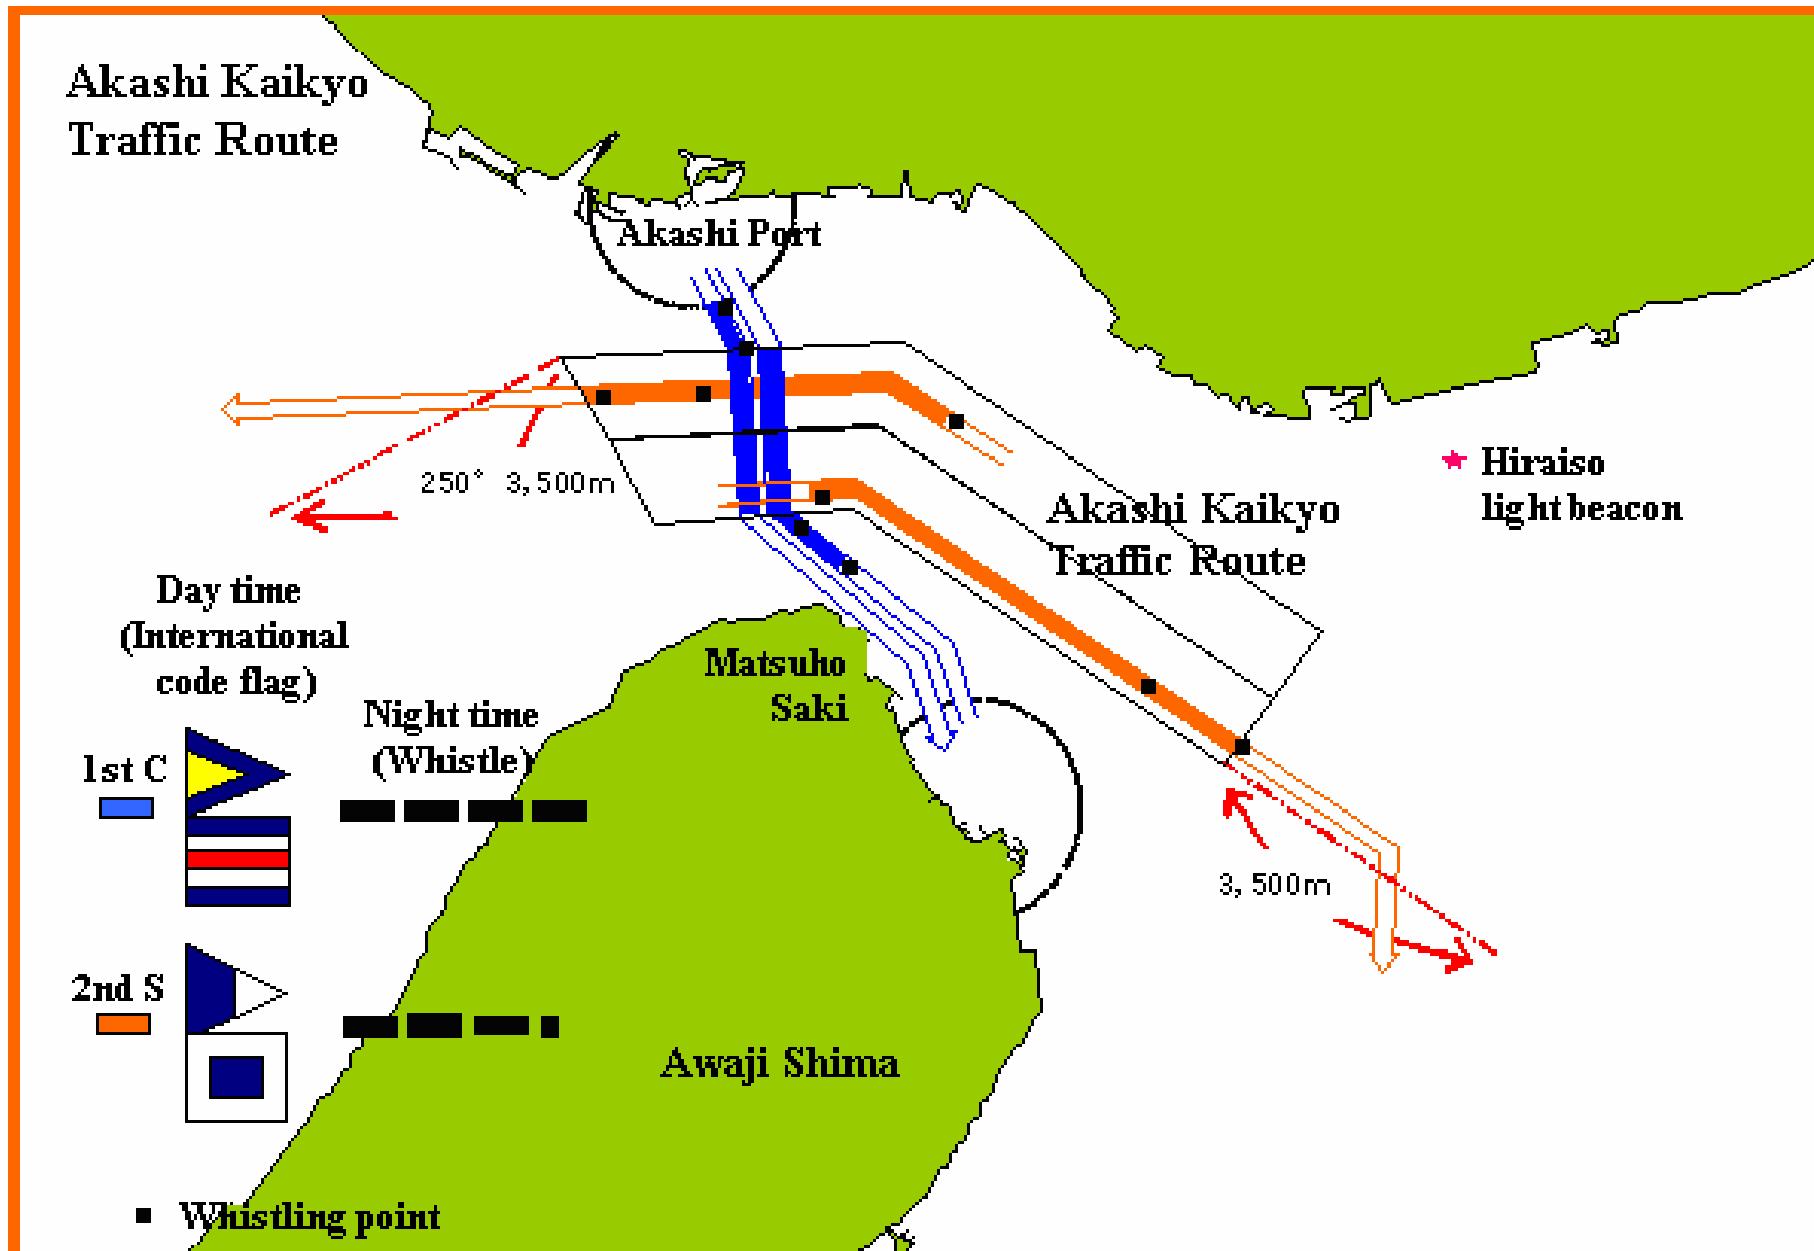 Akashi Kaikyo
Traffic Route
Akashi Port
250° 3,500m
Hiraiso
light beacon
Akashi Kaikyo
Traffic Route
Day time
(International
code flag)
Matsuho
Saki
Night time
(Whistle)
1st C
3,500m
2nd S
Awaji Shima
Whistling point